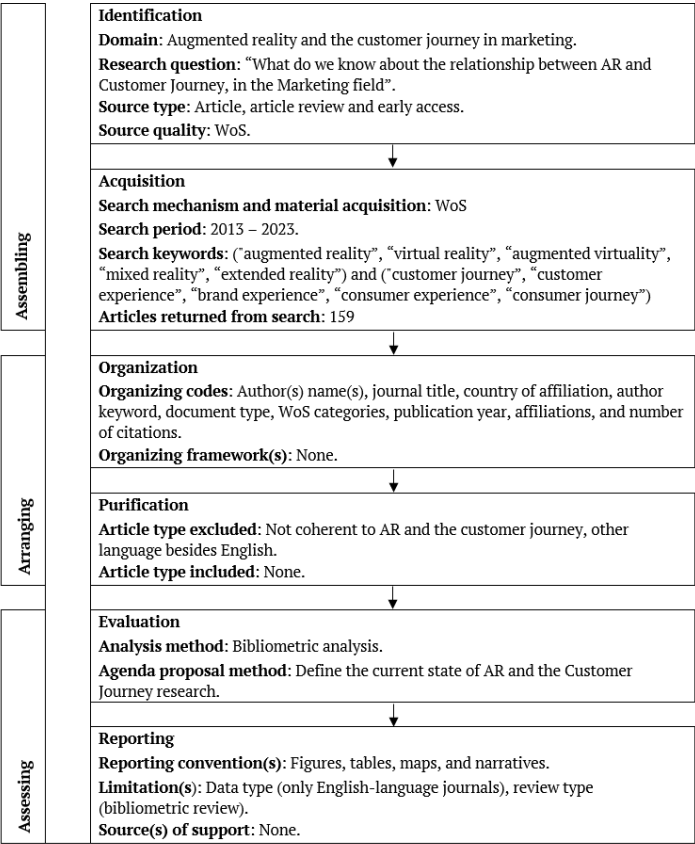 Identification
Domain: Augmented reality and the customer journey in marketing.
Research question: “What do we know about the relationship between AR and
Customer Journey, in the Marketing field”.
Source type: Article, article review and early access.
Source quality: WoS.
Assembling
Acquisition
Search mechanism and material acquisition: WoS
Search period: 2013 – 2023.
Search keywords: ("augmented reality”, “virtual reality”, “augmented virtuality”,
“mixed reality”, “extended reality”) and ("customer journey”, “customer
experience”, “brand experience”, “consumer experience”, “consumer journey”)
Articles returned from search: 159
Organization
Organizing codes: Author(s) name(s), journal title, country of affiliation, author
keyword, document type, WoS categories, publication year, affiliations, and number
of citations.
Organizing framework(s): None.
Arranging
Purification
Article type excluded: Not coherent to AR and the customer journey, other
language besides English.
Article type included: None.
Evaluation
Analysis method: Bibliometric analysis.
Agenda proposal method: Define the current state of AR and the Customer
Journey research.
Assessing
Reporting
Reporting convention(s): Figures, tables, maps, and narratives.
Limitation(s): Data type (only English-language journals), review type
(bibliometric review).
Source(s) of support: None.